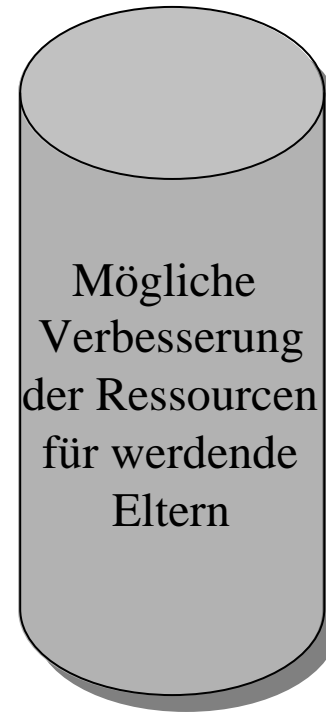 Mögliche
Verbesserung
der Ressourcen
für werdende
Eltern